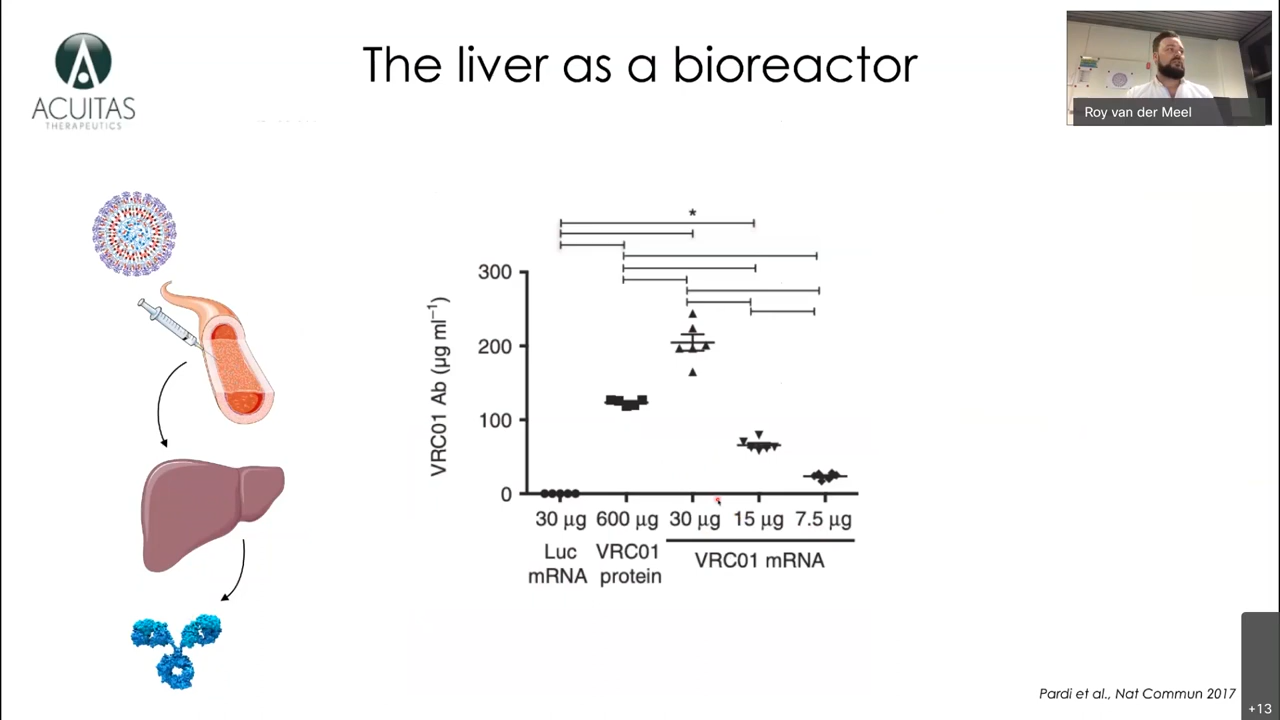 ACUITAS
THERAPEUTICS
The liver as a bioreactor
Roy van der Meel
*
VRC01 Ab (µg ml⁻¹)
300
200
100
0
30 µg 600 µg 30 µg 15 µg 7.5 µg
Luc VRC01
mRNA protein
VRC01 mRNA
Pardi et al., Nat Commun 2017
+13